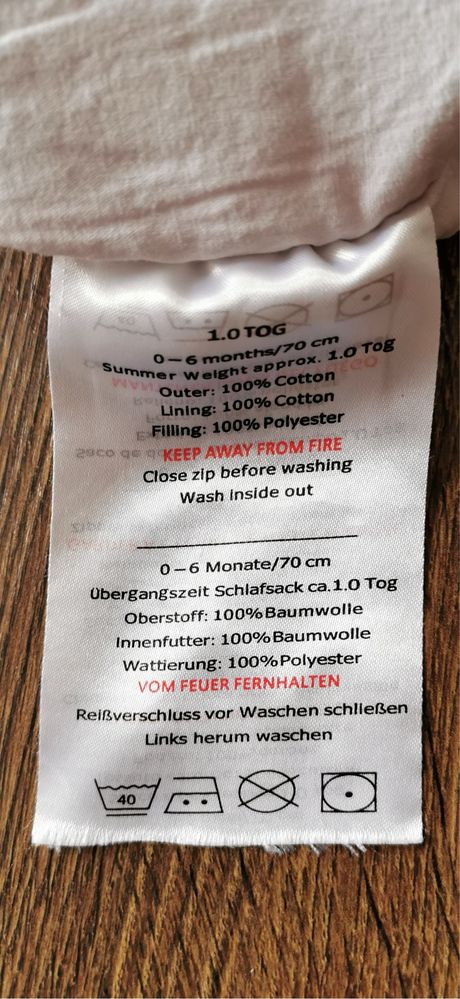 1.0 TOG
0 – 6 months/70 cm
Summer Weight approx. 1.0 Tog
Outer: 100% Cotton
Lining: 100% Cotton
Filling: 100% Polyester
KEEP AWAY FROM FIRE
Close zip before washing
Wash inside out
0 – 6 Monate/70 cm
Übergangszeit Schlafsack ca.1.0 Tog
Oberstoff: 100% Baumwolle
Innenfutter: 100% Baumwolle
Wattierung: 100% Polyester
VOM FEUER FERNHALTEN
Reißverschluss vor Waschen schließen
Links herum waschen
40